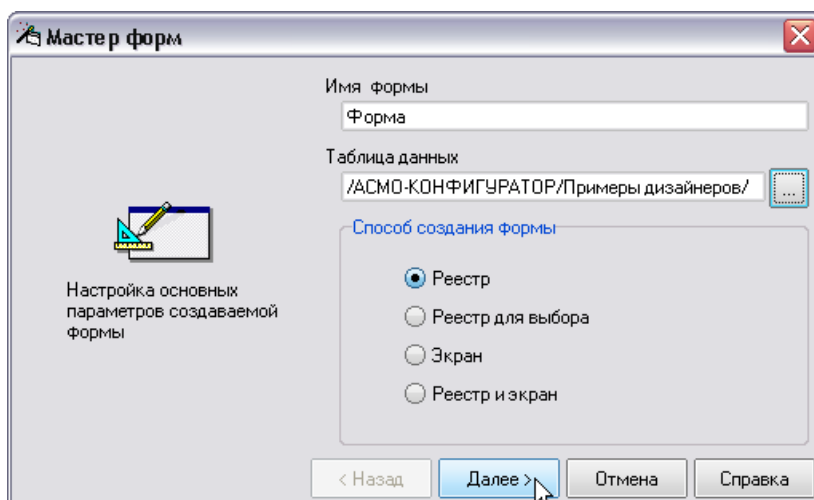 Мастер форм
Имя формы
Форма
Таблица данных
/АСМО-КОНФИГУРАТОР/Примеры дизайнеров/
...
Способ создания формы
Реестр
Реестр для выбора
Экран
Реестр и экран
Настройка основных
параметров создаваемой
формы
< Назад
Далее >
Отмена
Справка